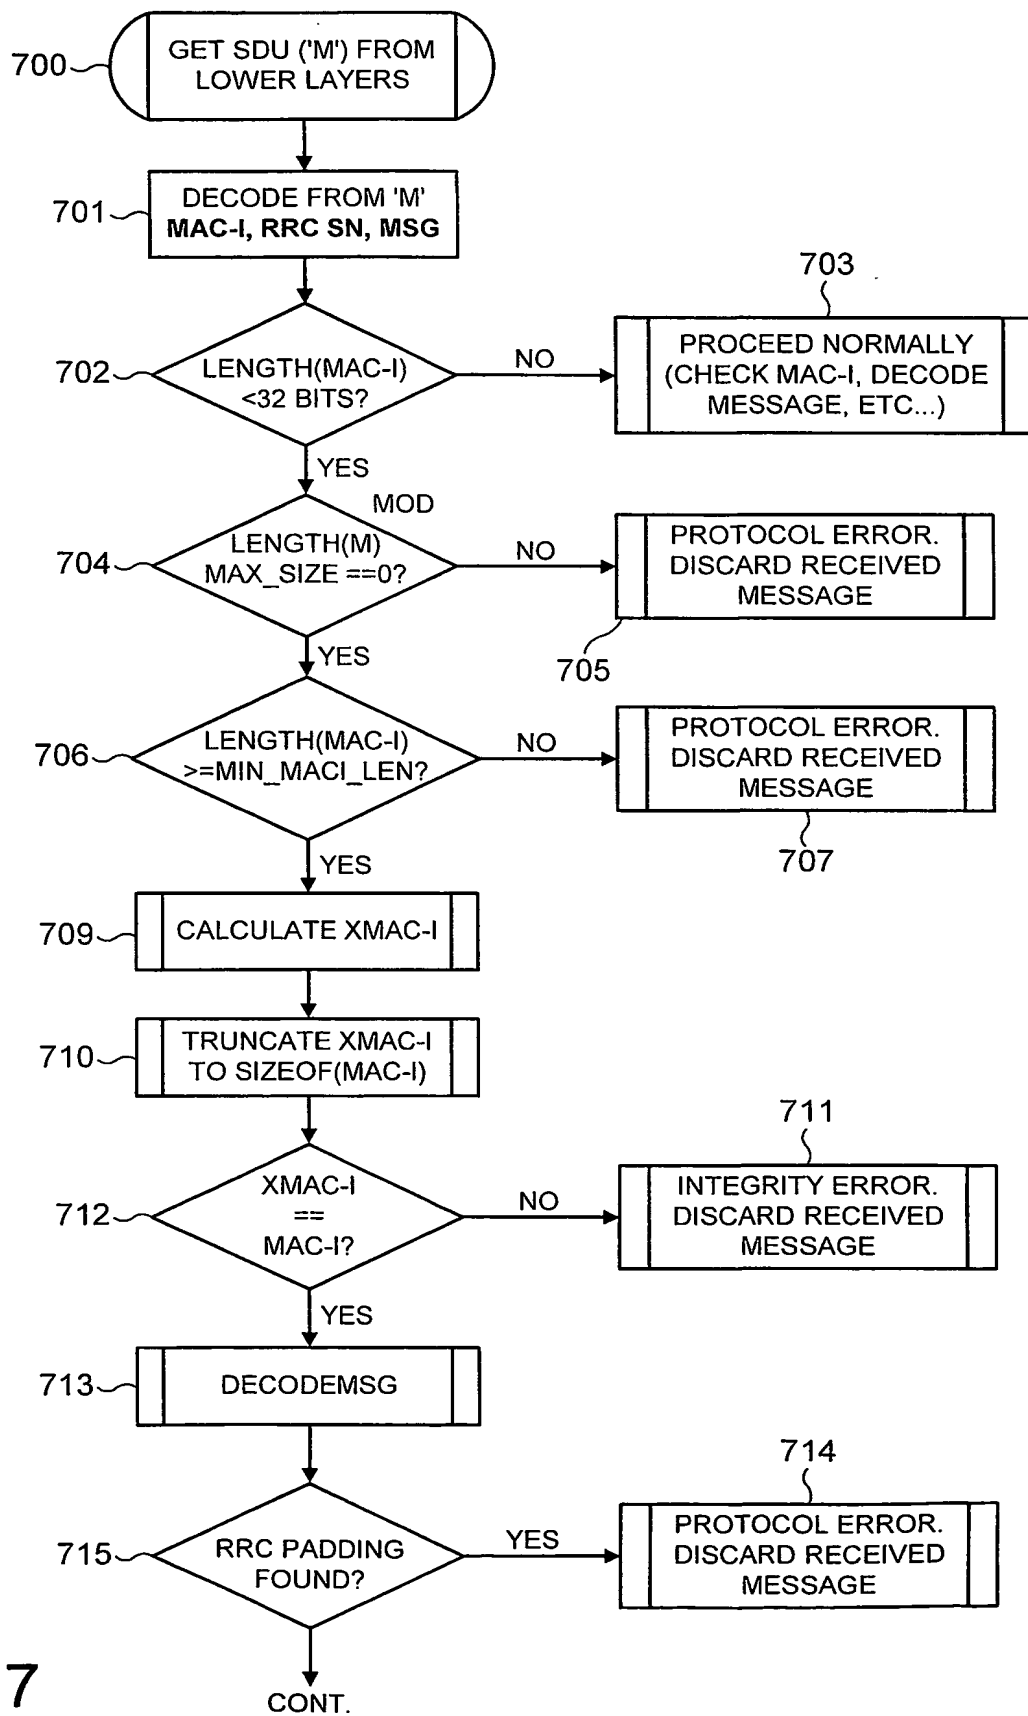 700
GET SDU ('M') FROM
LOWER LAYERS
701
DECODE FROM 'M'
MAC-I, RRC SN, MSG
702
LENGTH(MAC-I)
<32 BITS?
NO
703
PROCEED NORMALLY
(CHECK MAC-I, DECODE
MESSAGE, ETC...)
YES
704
MOD
LENGTH(M)
MAX_SIZE ==0?
NO
PROTOCOL ERROR.
DISCARD RECEIVED
MESSAGE
705
YES
706
LENGTH(MAC-I)
>=MIN_MACI_LEN?
NO
PROTOCOL ERROR.
DISCARD RECEIVED
MESSAGE
707
YES
709
CALCULATE XMAC-I
710
TRUNCATE XMAC-I
TO SIZEOF(MAC-I)
712
XMAC-I
==
MAC-I?
NO
711
INTEGRITY ERROR.
DISCARD RECEIVED
MESSAGE
YES
713
DECODEMSG
715
RRC PADDING
FOUND?
YES
714
PROTOCOL ERROR.
DISCARD RECEIVED
MESSAGE
CONT.
7